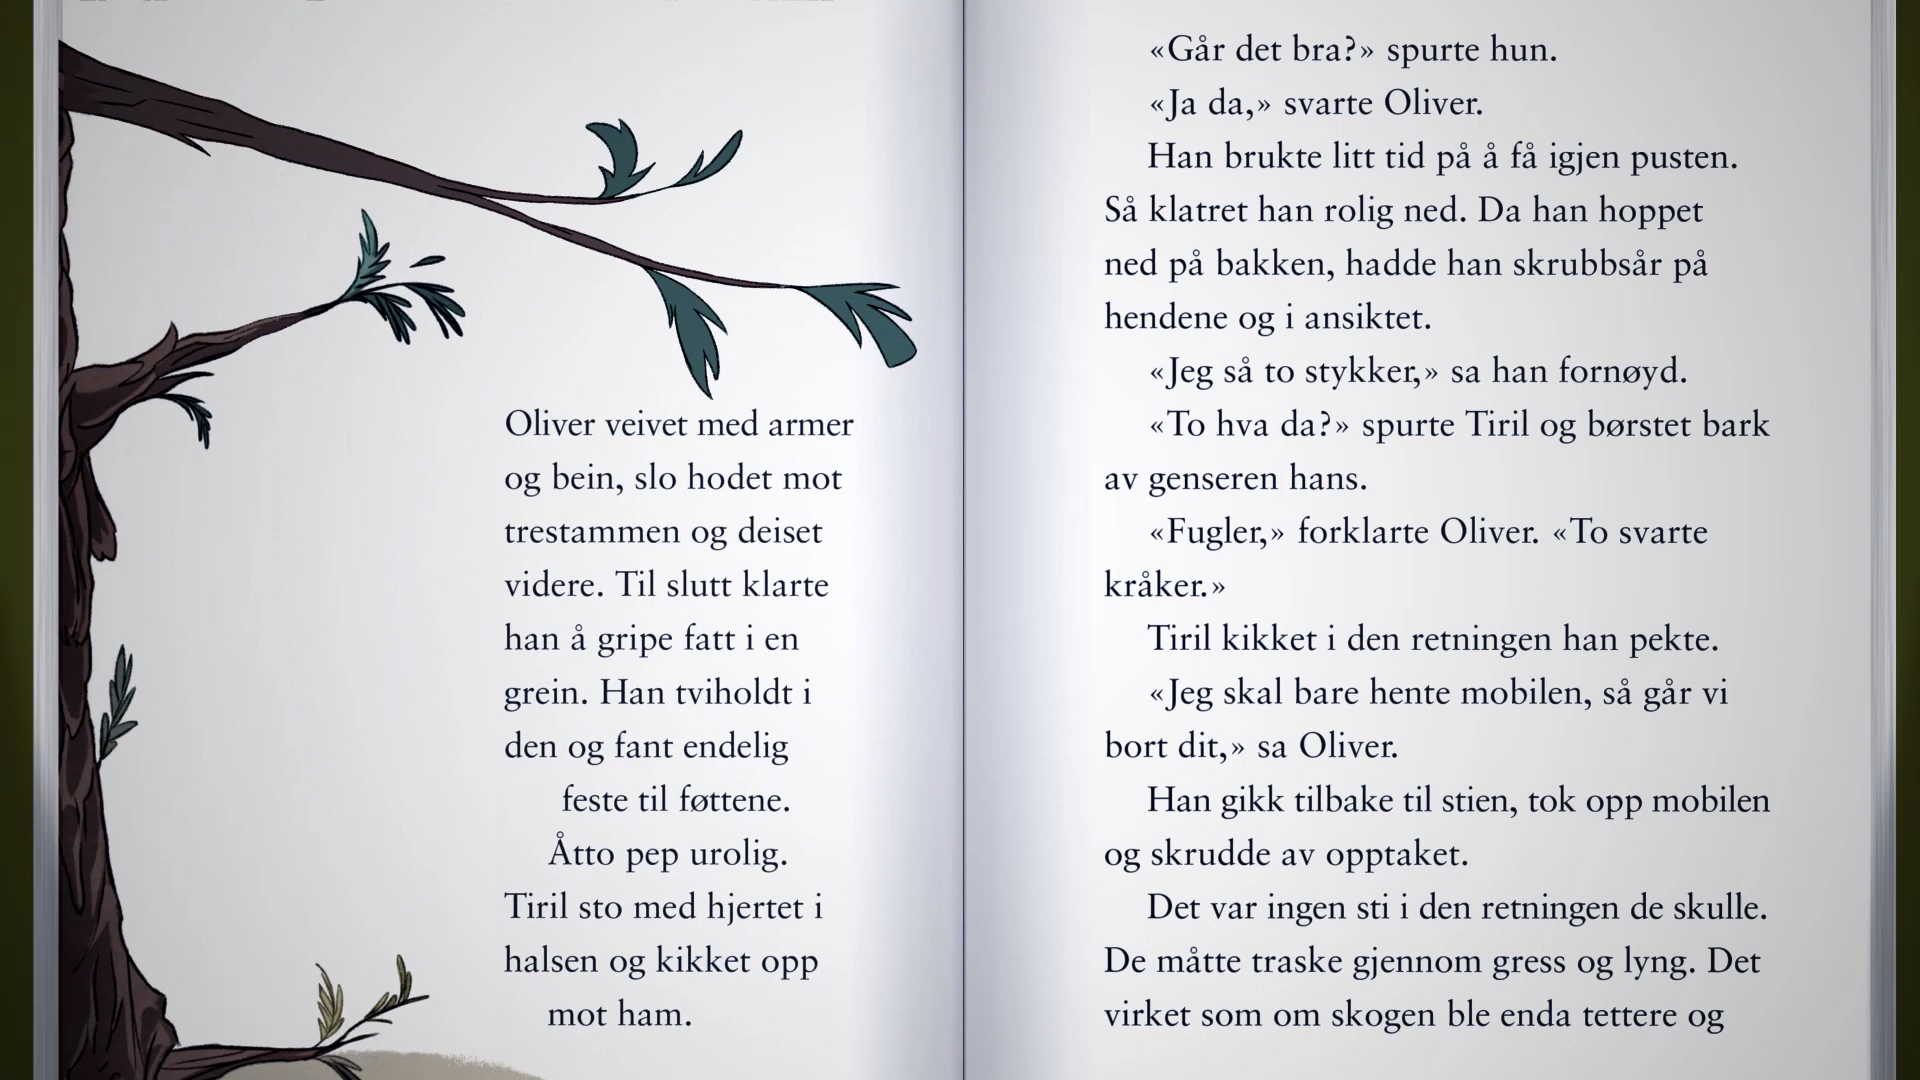 Oliver veivet med armer
og bein, slo hodet mot
trestammen og deiset
videre. Til slutt klarte
han å gripe fatt i en
grein. Han tviholdt i
den og fant endelig
feste til føttene.
Åtto pep urolig.
Tiril sto med hjertet i
halsen og kikket opp
mot ham.
«Går det bra?» spurte hun.
«Ja da,» svarte Oliver.
Han brukte litt tid på å få igjen pusten.
Så klatret han rolig ned. Da han hoppet
ned på bakken, hadde han skrubbsår på
hendene og i ansiktet.
«Jeg så to stykker,» sa han fornøyd.
«To hva da?» spurte Tiril og børstet bark
av genseren hans.
«Fugler,» forklarte Oliver. «To svarte
kråker.»
Tiril kikket i den retningen han pekte.
«Jeg skal bare hente mobilen, så går vi
bort dit,» sa Oliver.
Han gikk tilbake til stien, tok opp mobilen
og skrudde av opptaket.
Det var ingen sti i den retningen de skulle.
De måtte traske gjennom gress og lyng. Det
virket som om skogen ble enda tettere og